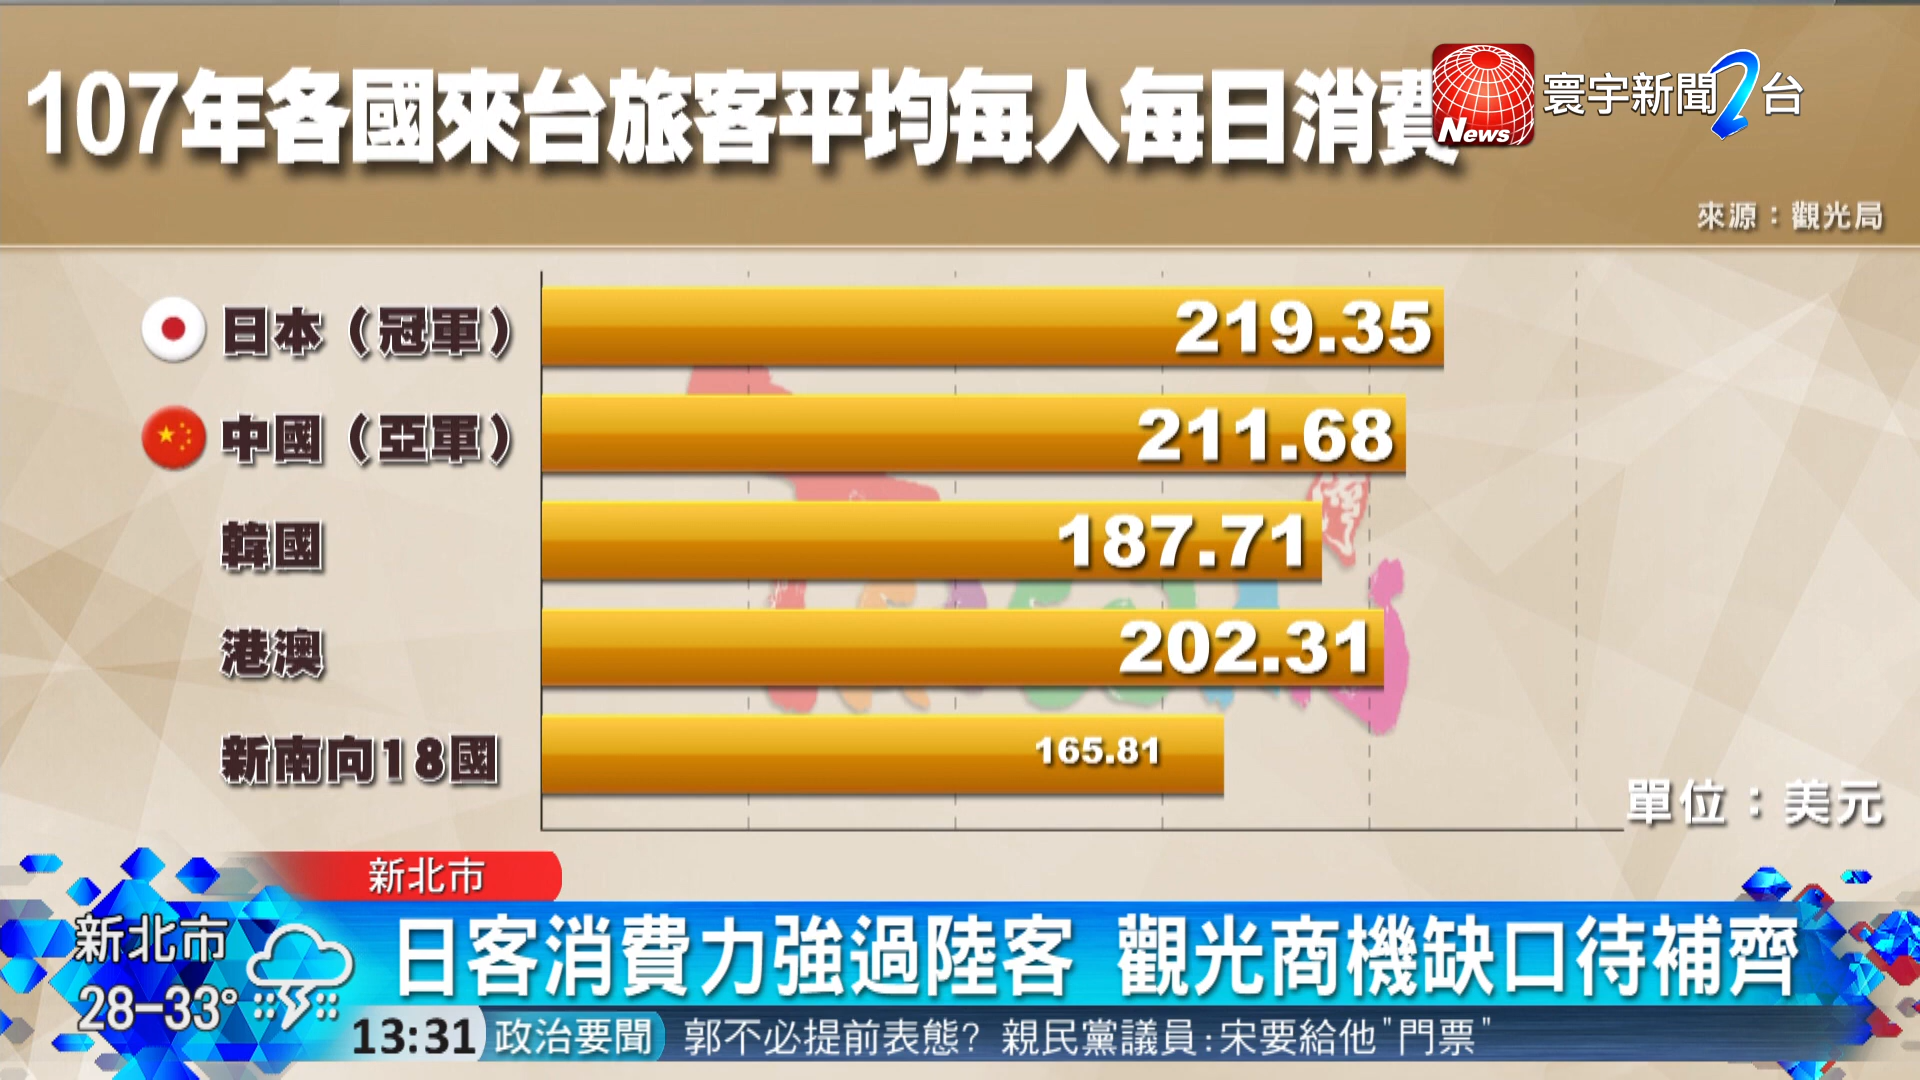 107年各國來台旅客平均每人每日消費
News
寰宇新聞2台
來源：觀光局
日本（冠軍）
219.35
中國（亞軍）
211.68
韓國
187.71
港澳
202.31
新南向18國
165.81
單位：美元
新北市
新北市
28-33°
日客消費力強過陸客 觀光商機缺口待補齊
13:31
政治要聞
郭不必提前表態? 親民黨議員:宋要給他"門票"